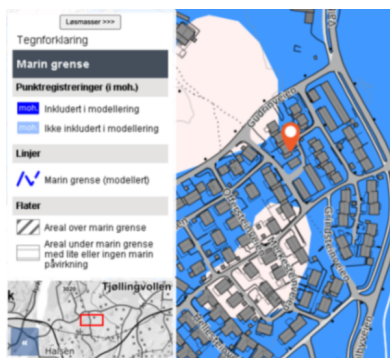 Løsmasser >>>
Tegnforklaring
Marin grense
Punktregistreringer (i moh.)
moh. Inkludert i modellering
moh. Ikke inkludert i modellering
Linjer
Marin grense (modellert)
Flater
Areal over marin grense
Areal under marin grense
med lite eller ingen marin
påvirkning
Tjøllingvollen
Halsen